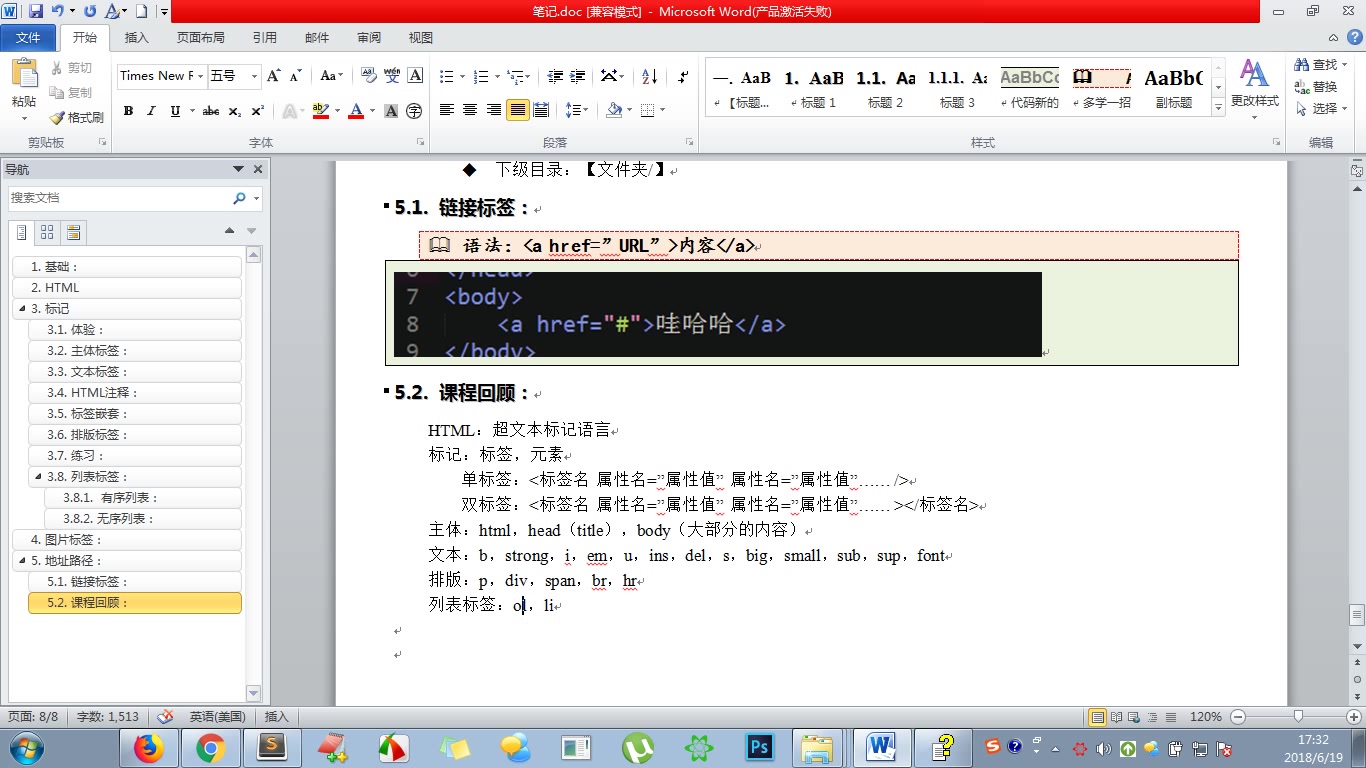 笔记.doc [兼容模式] - Microsoft Word(产品激活失败)
文件 开始 插入 页面布局 引用 邮件 审阅 视图
粘贴 剪切 复制 格式刷
Times New R 五号
一. AaB 1. AaB 1.1. Aa 1.1.1. Aa AaBbCc AaBbC
【标题... 标题 1 标题 2 标题 3 代码新的 多学一招 副标题
更改样式
查找
替换
选择
剪贴板 字体 段落 样式 编辑
导航
搜索文档
1. 基础：
2. HTML
3. 标记
3.1. 体验：
3.2. 主体标签：
3.3. 文本标签：
3.4. HTML注释：
3.5. 标签嵌套：
3.6. 排版标签：
3.7. 练习：
3.8. 列表标签：
3.8.1. 有序列表：
3.8.2. 无序列表：
4. 图片标签：
5. 地址路径：
5.1. 链接标签：
5.2. 课程回顾：
◆ 下级目录：【文件夹/】
5.1. 链接标签：
语法：<a href=”URL”>内容</a>
6 </head>
7 <body>
8 <a href="#">哇哈哈</a>
9 </body>
5.2. 课程回顾：
HTML：超文本标记语言
标记：标签，元素
单标签：<标签名 属性名=”属性值” 属性名=”属性值”…… />
双标签：<标签名 属性名=”属性值” 属性名=”属性值”…… ></标签名>
主体：html，head（title），body（大部分的内容）
文本：b，strong，i，em，u，ins，del，s，big，small，sub，sup，font
排版：p，div，span，br，hr
列表标签：ol，li
页面: 8/8 字数: 1,513 英语(美国) 插入 120%
17:32
2018/6/19